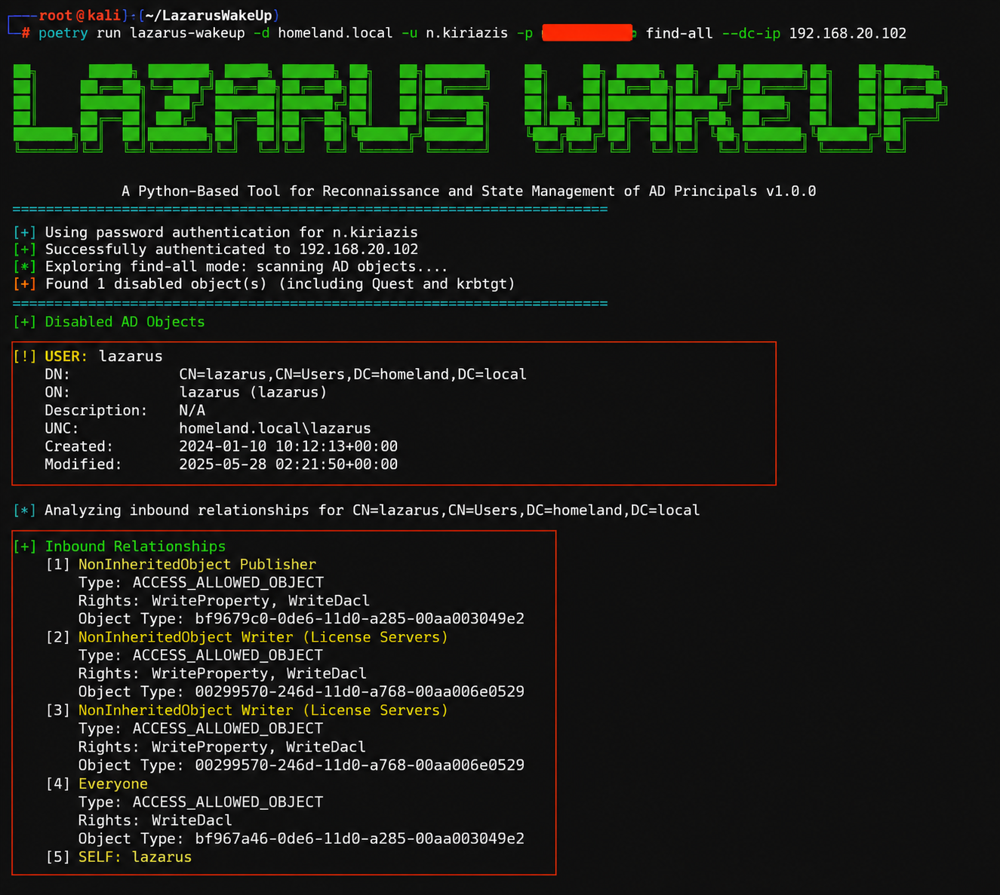 root@kali)-(~/LazarusWakeUp)
# poetry run lazarus-wakeup -d homeland.local -u n.kiriazis -p find-all --dc-ip 192.168.20.102
LAZARUS WAKEUP
A Python-Based Tool for Reconnaissance and State Management of AD Principals v1.0.0
[+] Using password authentication for n.kiriazis
[+] Successfully authenticated to 192.168.20.102
[*] Exploring find-all mode: scanning AD objects....
[+] Found 1 disabled object(s) (including Quest and krbtgt)
[+] Disabled AD Objects
[!] USER: lazarus
DN: CN=lazarus,CN=Users,DC=homeland,DC=local
ON: lazarus (lazarus)
Description: N/A
UNC: homeland.local\lazarus
Created: 2024-01-10 10:12:13+00:00
Modified: 2025-05-28 02:21:50+00:00
[*] Analyzing inbound relationships for CN=lazarus,CN=Users,DC=homeland,DC=local
[+] Inbound Relationships
[1] NonInheritedObject Publisher
Type: ACCESS_ALLOWED_OBJECT
Rights: WriteProperty, WriteDacl
Object Type: bf9679c0-0de6-11d0-a285-00aa003049e2
[2] NonInheritedObject Writer (License Servers)
Type: ACCESS_ALLOWED_OBJECT
Rights: WriteProperty, WriteDacl
Object Type: 00299570-246d-11d0-a768-00aa006e0529
[3] NonInheritedObject Writer (License Servers)
Type: ACCESS_ALLOWED_OBJECT
Rights: WriteProperty, WriteDacl
Object Type: 00299570-246d-11d0-a768-00aa006e0529
[4] Everyone
Type: ACCESS_ALLOWED_OBJECT
Rights: WriteDacl
Object Type: bf967a46-0de6-11d0-a285-00aa003049e2
[5] SELF: lazarus